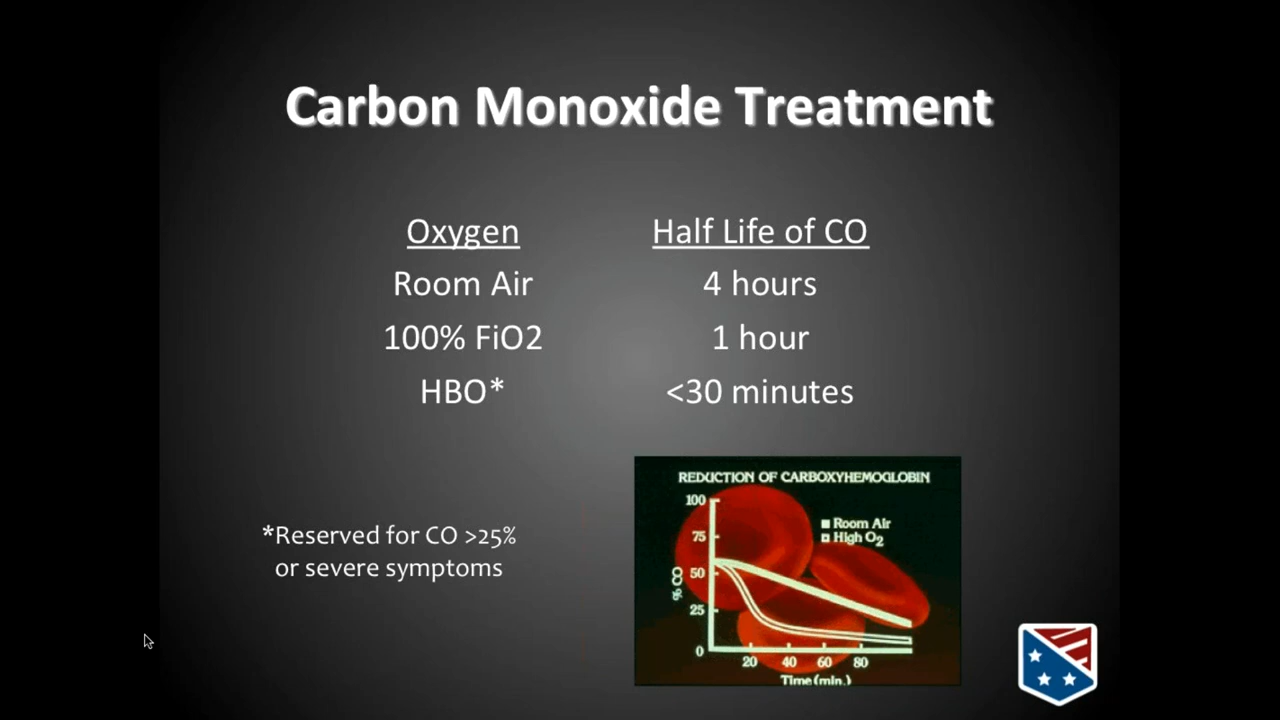 Carbon Monoxide Treatment
Oxygen Half Life of CO
Room Air 4 hours
100% FiO2 1 hour
HBO* <30 minutes
*Reserved for CO >25%
or severe symptoms
REDUCTION OF CARBOXYHEMOGLOBIN
100
Room Air
75
High O2
50
% CO
25
0
20 40 60 80
Time (min.)